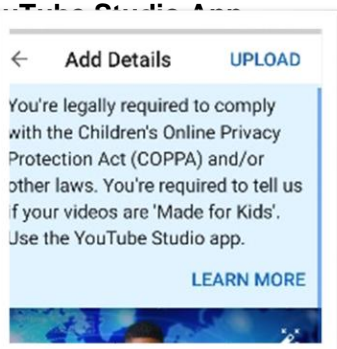 Studio App
Add Details UPLOAD
You're legally required to comply
with the Children's Online Privacy
Protection Act (COPPA) and/or
other laws. You're required to tell us
if your videos are 'Made for Kids'.
Use the YouTube Studio app.
LEARN MORE